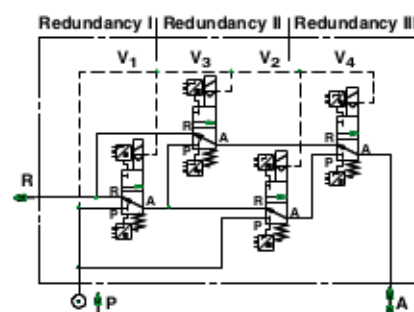 Redundancy I Redundancy II Redundancy III
V1 V3 V2 V4
R A
R A
P
P
R
R A
P
R A
P
P A